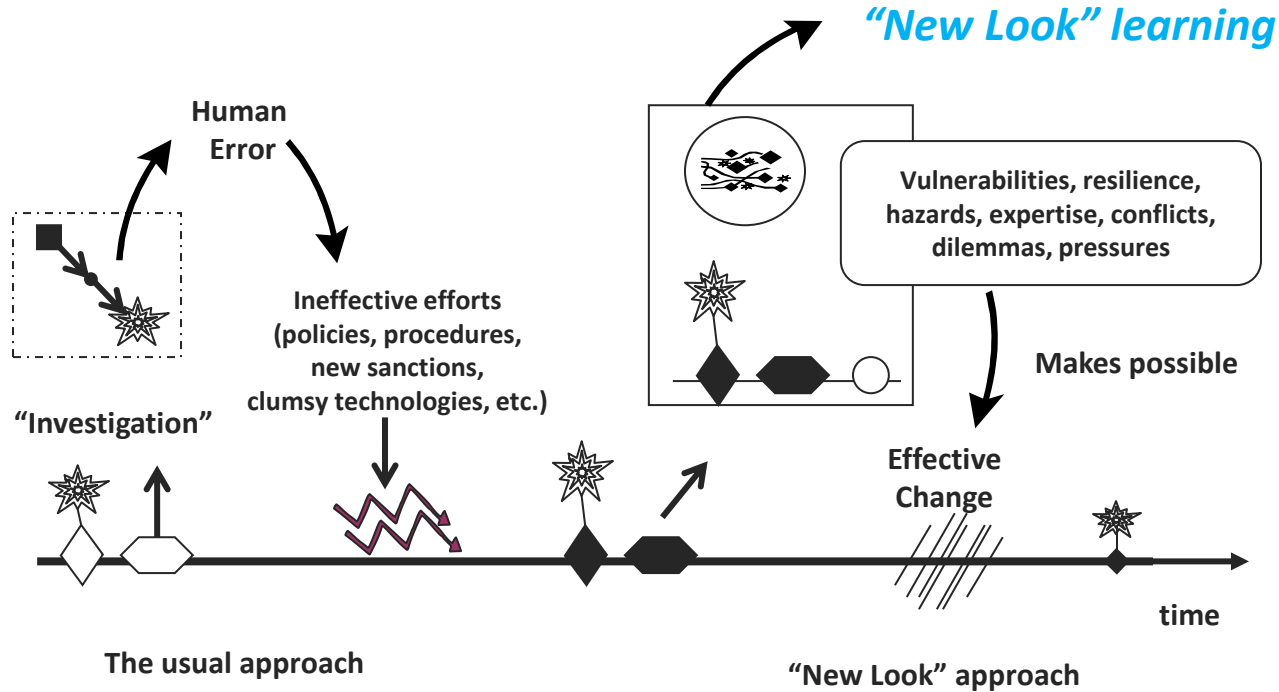 “New Look” learning
Human
Error
Vulnerabilities, resilience,
hazards, expertise, conflicts,
dilemmas, pressures
Ineffective efforts
(policies, procedures,
new sanctions,
clumsy technologies, etc.)
Makes possible
“Investigation”
Effective
Change
time
The usual approach
“New Look” approach